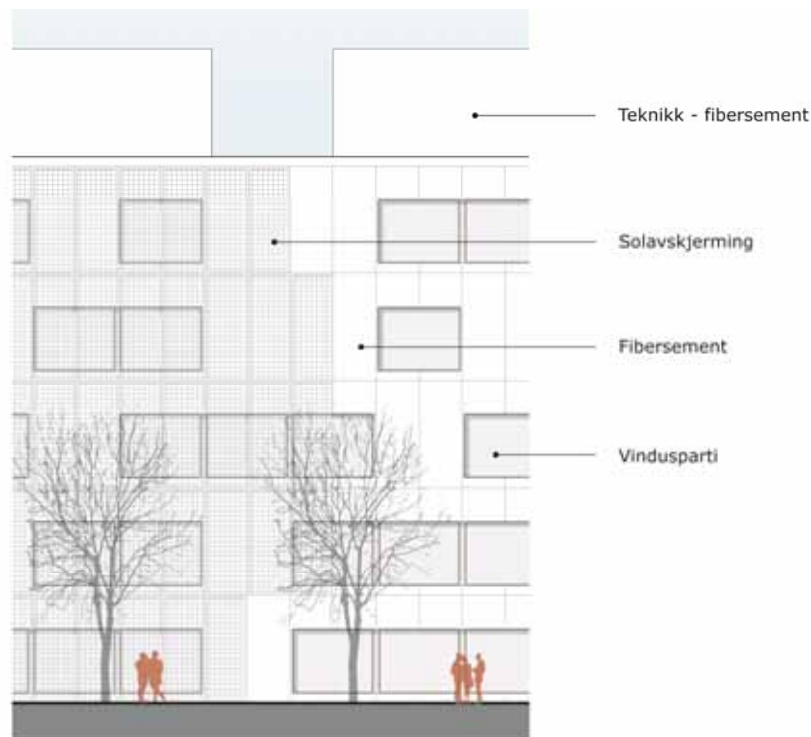 Teknikk - fibersement
Solavskjerming
Fibersement
Vindusparti